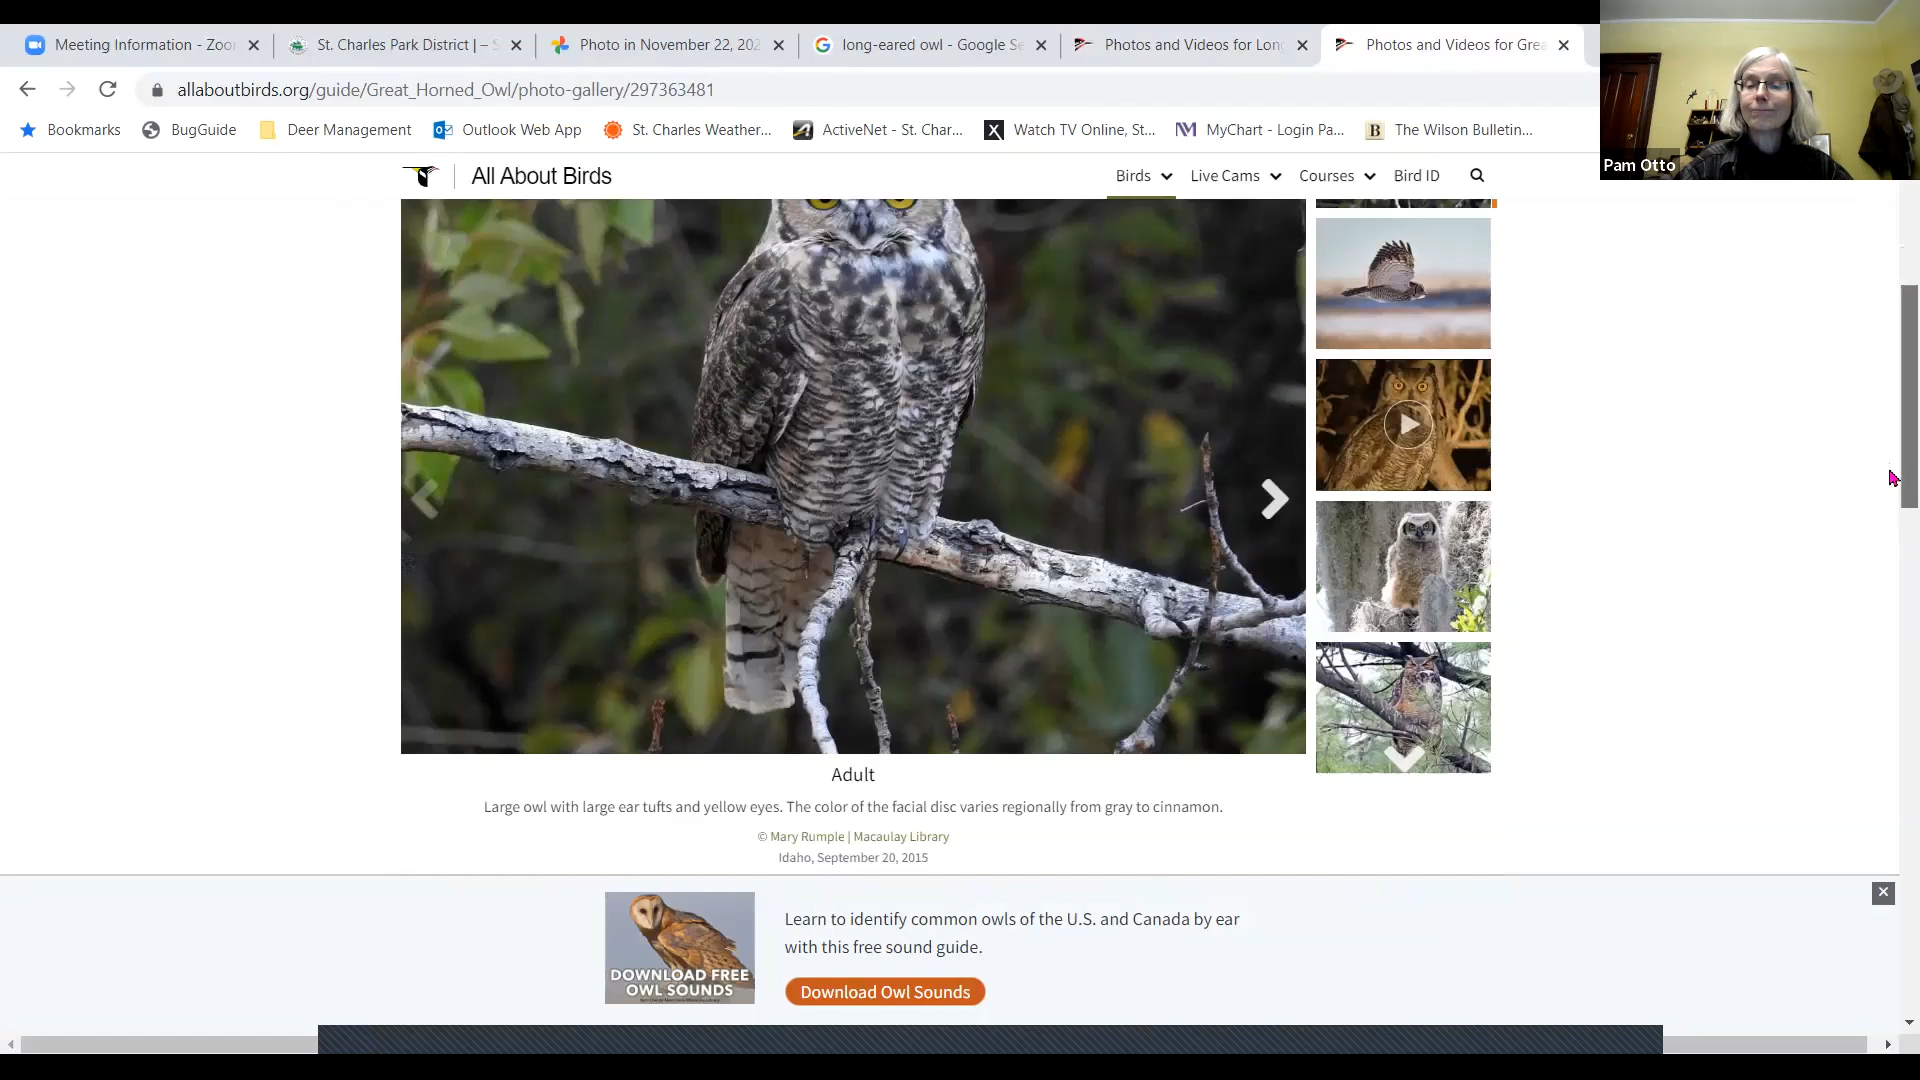 Meeting Information - Zoo
St. Charles Park District | – S
Photo in November 22, 202
long-eared owl - Google Se
Photos and Videos for Lon
Photos and Videos for Grea
allaboutbirds.org/guide/Great_Horned_Owl/photo-gallery/297363481
Bookmarks
BugGuide
Deer Management
Outlook Web App
St. Charles Weather...
ActiveNet - St. Char...
Watch TV Online, St...
MyChart - Login Pa...
The Wilson Bulletin...
Pam Otto
All About Birds
Birds
Live Cams
Courses
Bird ID
Adult
Large owl with large ear tufts and yellow eyes. The color of the facial disc varies regionally from gray to cinnamon.
© Mary Rumple | Macaulay Library
Idaho, September 20, 2015
DOWNLOAD FREE
OWL SOUNDS
Learn to identify common owls of the U.S. and Canada by ear
with this free sound guide.
Download Owl Sounds